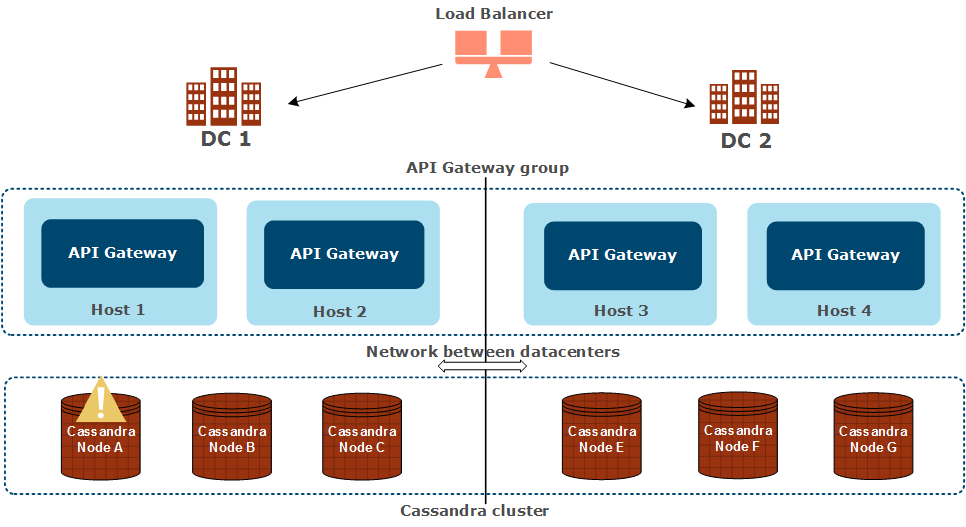 Load Balancer
DC 1
DC 2
API Gateway group
API Gateway
Host 1
API Gateway
Host 2
API Gateway
Host 3
API Gateway
Host 4
Network between datacenters
!
Cassandra
Node A
Cassandra
Node B
Cassandra
Node C
Cassandra
Node E
Cassandra
Node F
Cassandra
Node G
Cassandra cluster